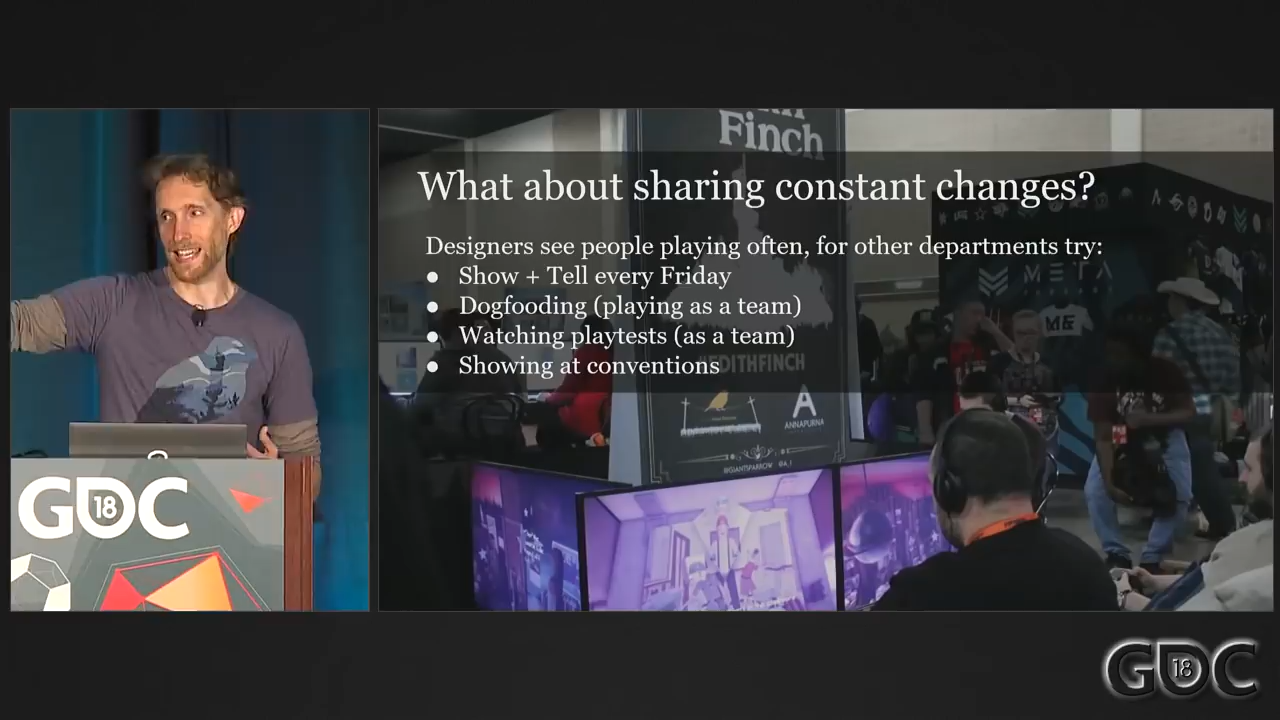 Finch
What about sharing constant changes?
Designers see people playing often, for other departments try:
● Show + Tell every Friday
● Dogfooding (playing as a team)
● Watching playtests (as a team)
● Showing at conventions
META
M&
EDITHFINCH
ANNAPURNA
@GIANTSPARROW
GDC
18
GDC
18